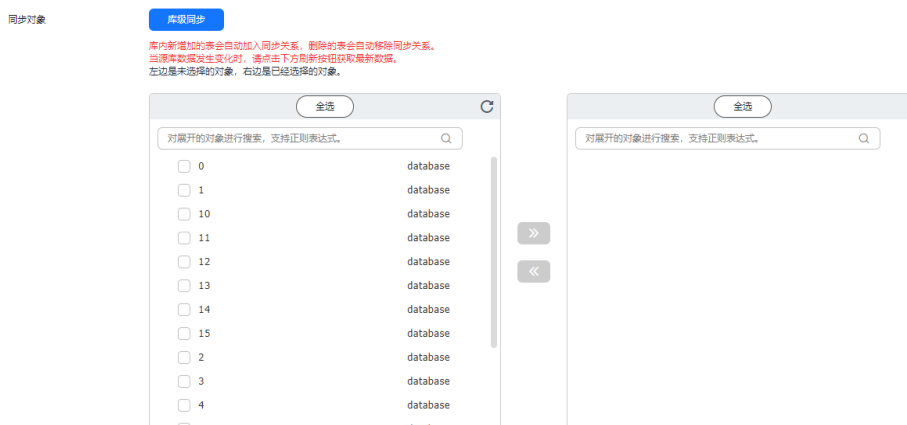 同步对象
库级同步
库内新增加的表会自动加入同步关系，删除的表会自动移除同步关系。
当源库数据发生变化时，请点击下方刷新按钮获取最新数据。
左边是未选择的对象，右边是已经选择的对象。
全选
对展开的对象进行搜索，支持正则表达式。
0 database
1 database
10 database
11 database
12 database
13 database
14 database
15 database
2 database
3 database
4 database
全选
对展开的对象进行搜索，支持正则表达式。